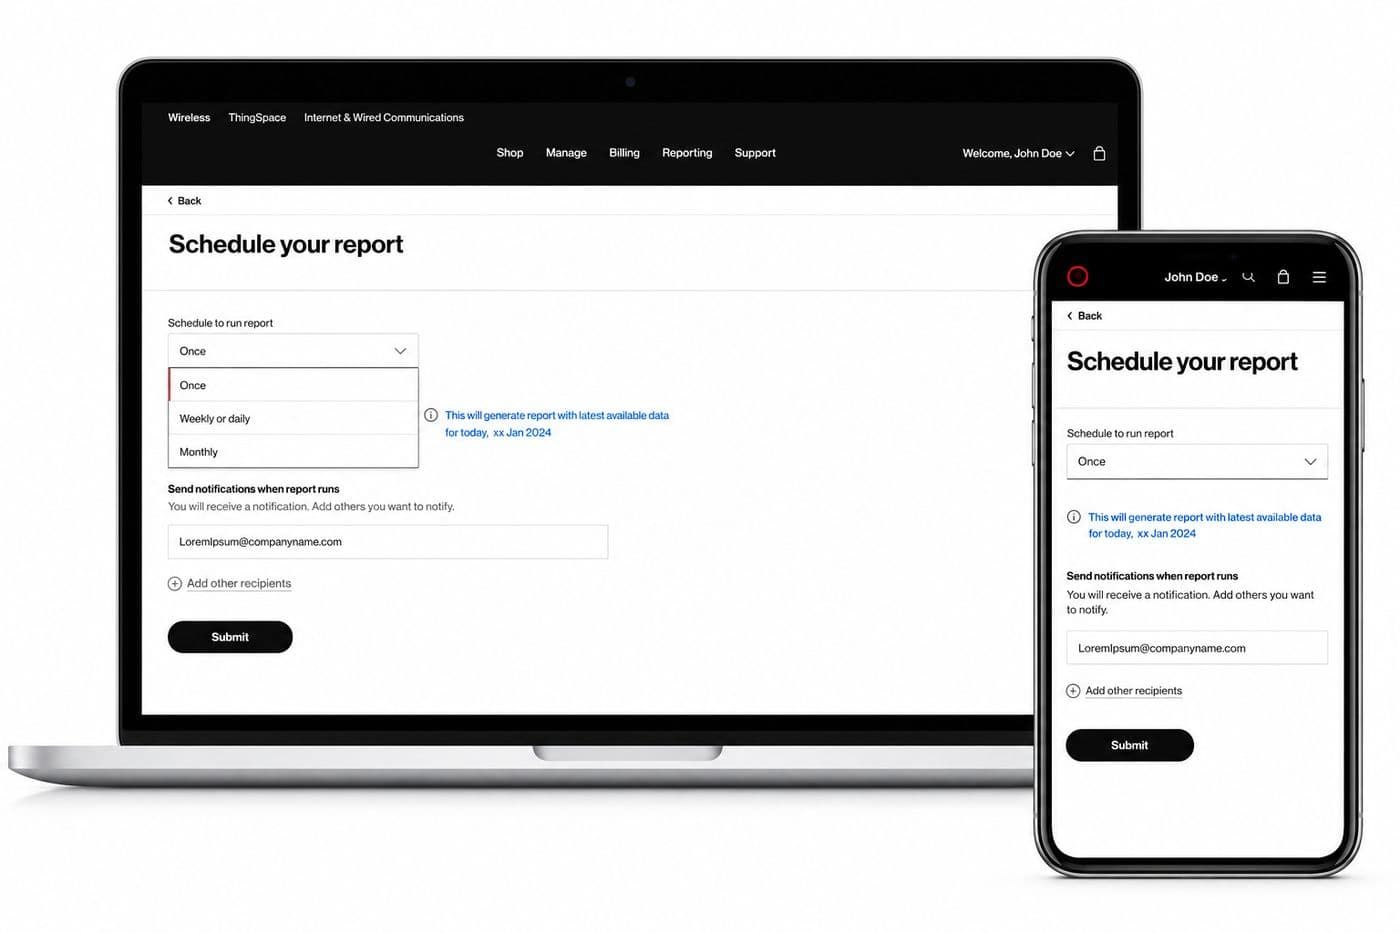 Wireless ThingSpace Internet & Wired Communications
Shop Manage Billing Reporting Support
Welcome, John Doe
Back
Schedule your report
Schedule to run report
Once
Once
Weekly or daily
Monthly
This will generate report with latest available data
for today, xx Jan 2024
Send notifications when report runs
You will receive a notification. Add others you want to notify.
LoremIpsum@companyname.com
Add other recipients
Submit
John Doe
Back
Schedule your report
Schedule to run report
Once
This will generate report with latest available data
for today, xx Jan 2024
Send notifications when report runs
You will receive a notification. Add others you want
to notify.
LoremIpsum@companyname.com
Add other recipients
Submit